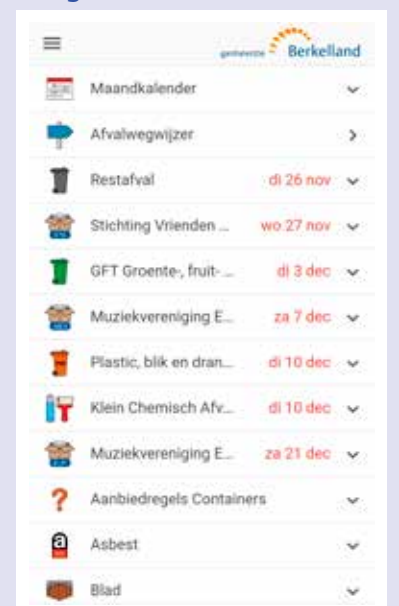 gemeente Berkelland
Maandkalender
Afvalwegwijzer
Restafval di 26 nov
Stichting Vrienden ... wo 27 nov
GFT Groente-, fruit- ... di 3 dec
Muziekvereniging E... za 7 dec
Plastic, blik en dran... di 10 dec
Klein Chemisch Afv... di 10 dec
Muziekvereniging E... za 21 dec
? Aanbiedregels Containers
a Asbest
Blad